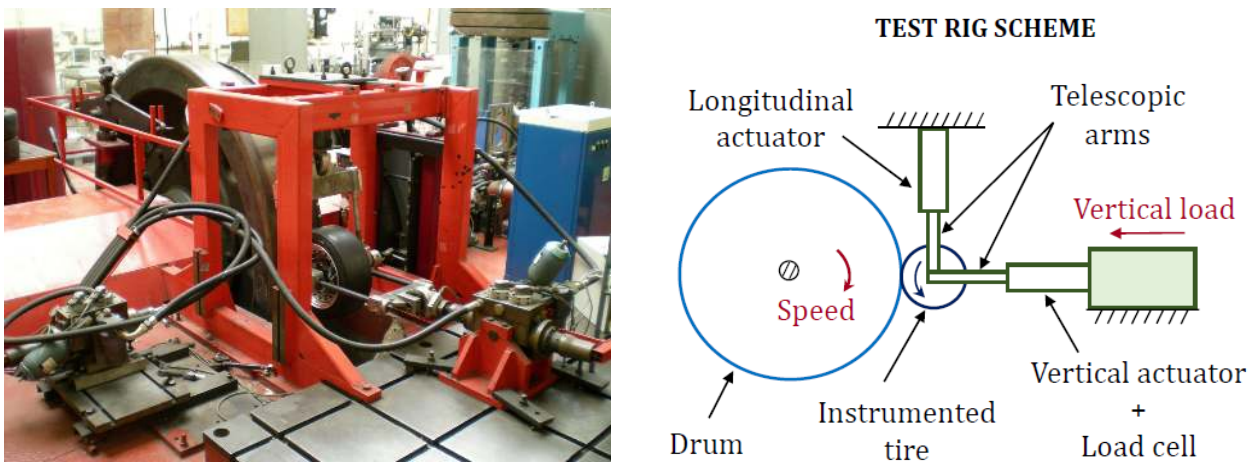 TEST RIG SCHEME
Longitudinal
actuator
Telescopic
arms
Vertical load
Speed
Drum
Instrumented
tire
Vertical actuator
+
Load cell